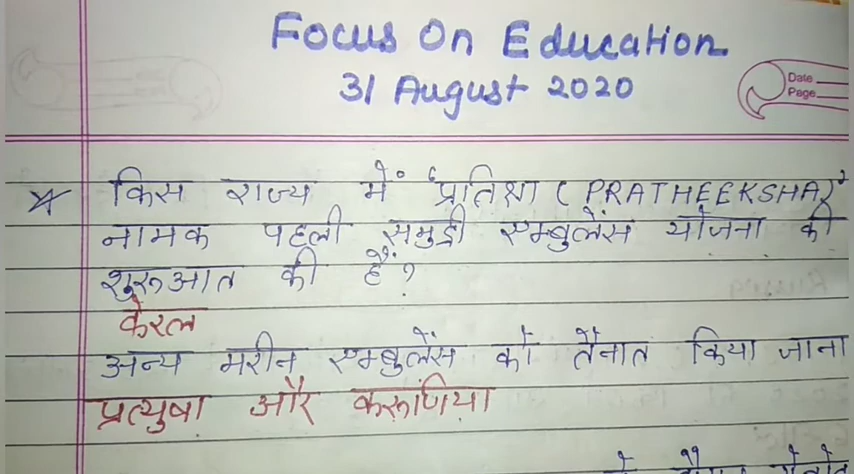 Focus On Education
31 August 2020
Date
Page
किस राज्य में 'प्रतिक्षा (PRATHEEKSHA)'
नामक पहली समुद्री एम्बुलेंस योजना की
शुरूआत की हैं?
केरल
अन्य मरीन एम्बुलेंस को तैनात किया जाना
प्रत्युषा और करूणिया